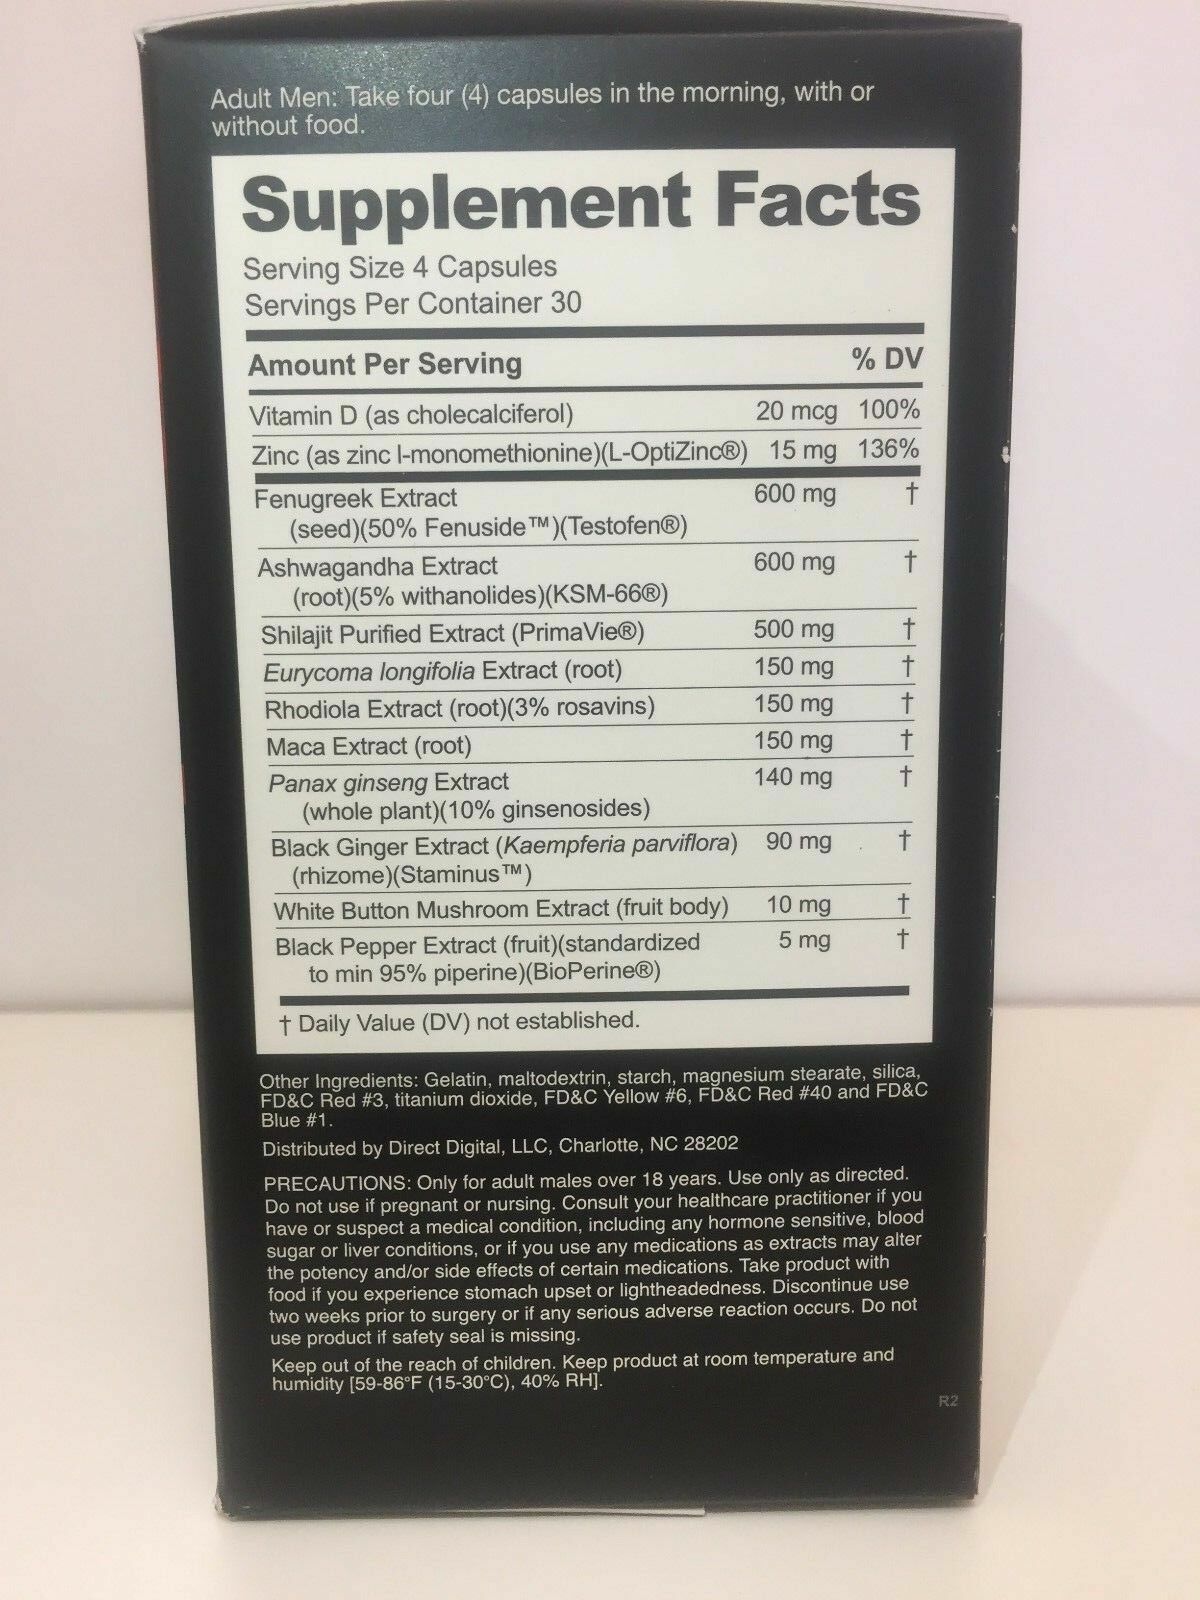 Adult Men: Take four (4) capsules in the morning, with or
without food.
Supplement Facts
Serving Size 4 Capsules
Servings Per Container 30
Amount Per Serving % DV
Vitamin D (as cholecalciferol) 20 mcg 100%
Zinc (as zinc l-monomethionine)(L-OptiZinc®) 15 mg 136%
Fenugreek Extract 600 mg †
(seed)(50% Fenuside™)(Testofen®)
Ashwagandha Extract 600 mg †
(root)(5% withanolides)(KSM-66®)
Shilajit Purified Extract (PrimaVie®) 500 mg †
Eurycoma longifolia Extract (root) 150 mg †
Rhodiola Extract (root)(3% rosavins) 150 mg †
Maca Extract (root) 150 mg †
Panax ginseng Extract 140 mg †
(whole plant)(10% ginsenosides)
Black Ginger Extract (Kaempferia parviflora) 90 mg †
(rhizome)(Staminus™)
White Button Mushroom Extract (fruit body) 10 mg †
Black Pepper Extract (fruit)(standardized 5 mg †
to min 95% piperine)(BioPerine®)
† Daily Value (DV) not established.
Other Ingredients: Gelatin, maltodextrin, starch, magnesium stearate, silica,
FD&C Red #3, titanium dioxide, FD&C Yellow #6, FD&C Red #40 and FD&C
Blue #1.
Distributed by Direct Digital, LLC, Charlotte, NC 28202
PRECAUTIONS: Only for adult males over 18 years. Use only as directed.
Do not use if pregnant or nursing. Consult your healthcare practitioner if you
have or suspect a medical condition, including any hormone sensitive, blood
sugar or liver conditions, or if you use any medications as extracts may alter
the potency and/or side effects of certain medications. Take product with
food if you experience stomach upset or lightheadedness. Discontinue use
two weeks prior to surgery or if any serious adverse reaction occurs. Do not
use product if safety seal is missing.
Keep out of the reach of children. Keep product at room temperature and
humidity [59-86°F (15-30°C), 40% RH].
R2